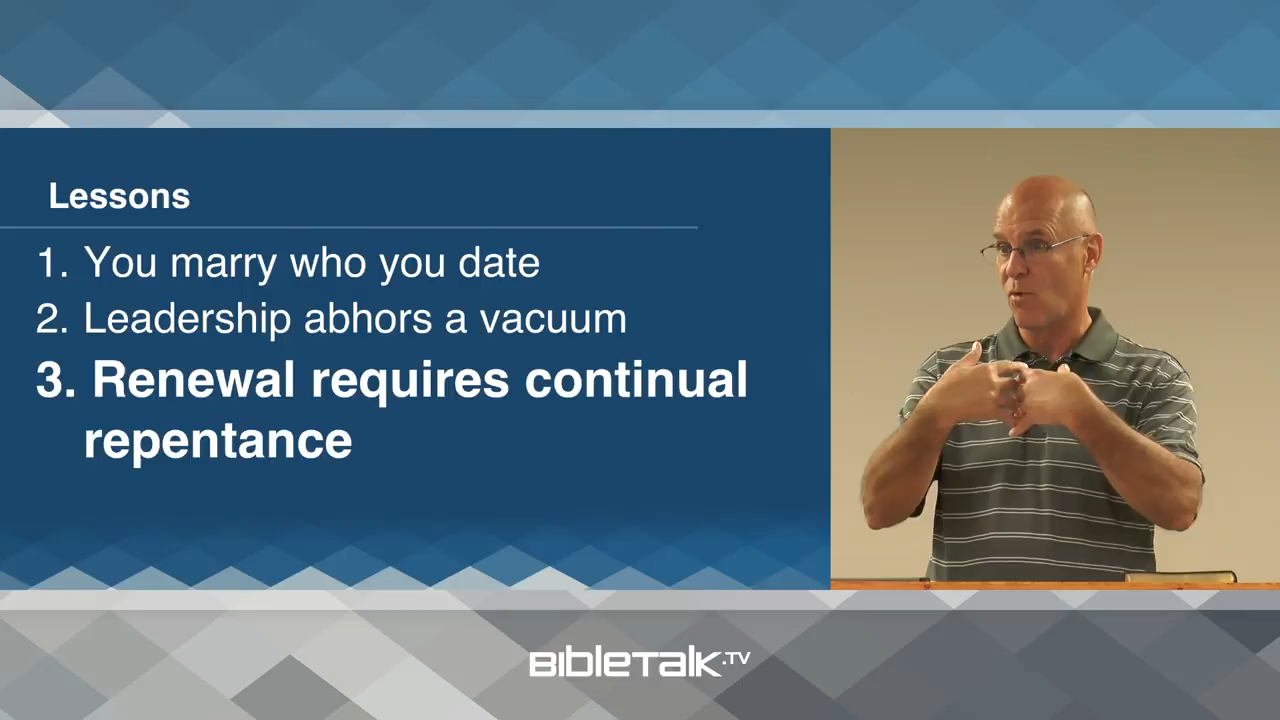 Lessons
1. You marry who you date
2. Leadership abhors a vacuum
3. Renewal requires continual
repentance
BIBLETALK.TV